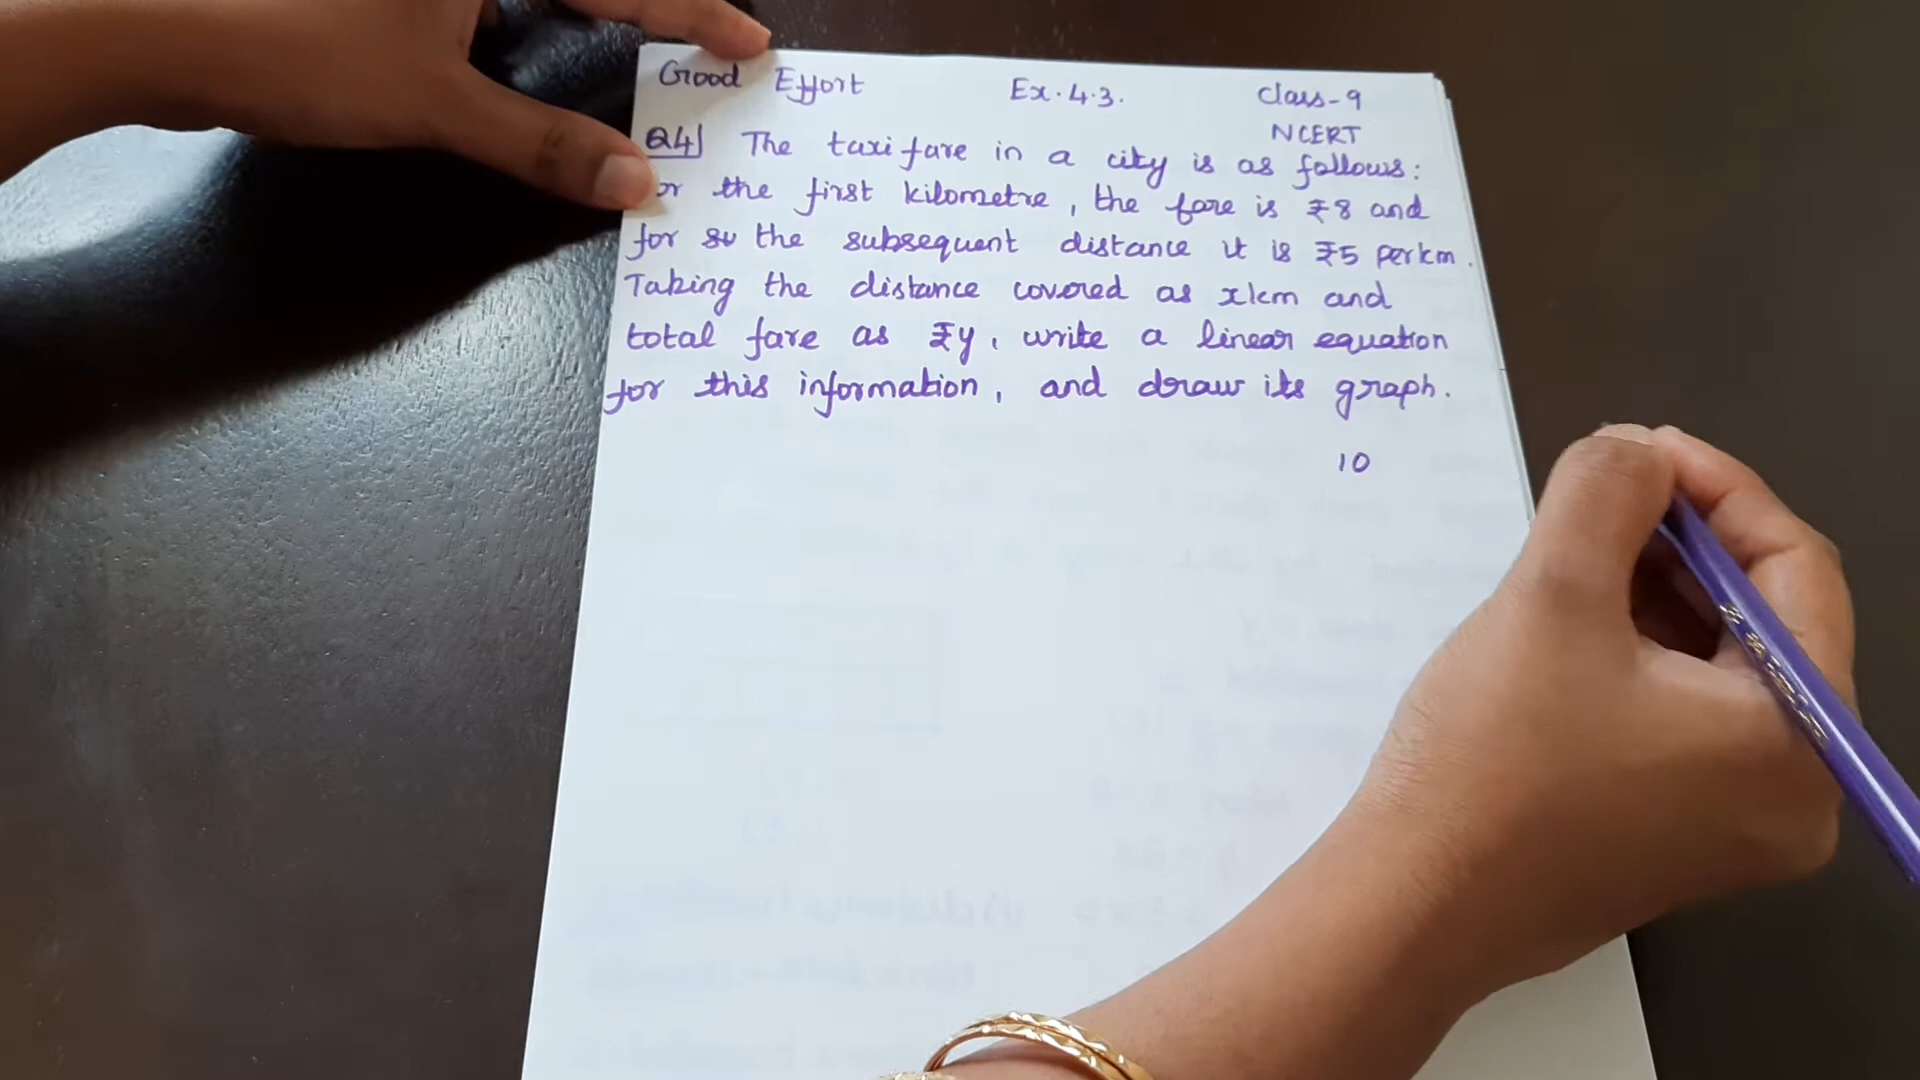 Good Effort Ex. 4.3. Class-9
NCERT
Q4) The taxi fare in a city is as follows:
or the first kilometre, the fare is ₹8 and
for su the subsequent distance it is ₹5 per km.
Taking the distance covered as x km and
total fare as ₹y, write a linear equation
for this information, and draw its graph.
10